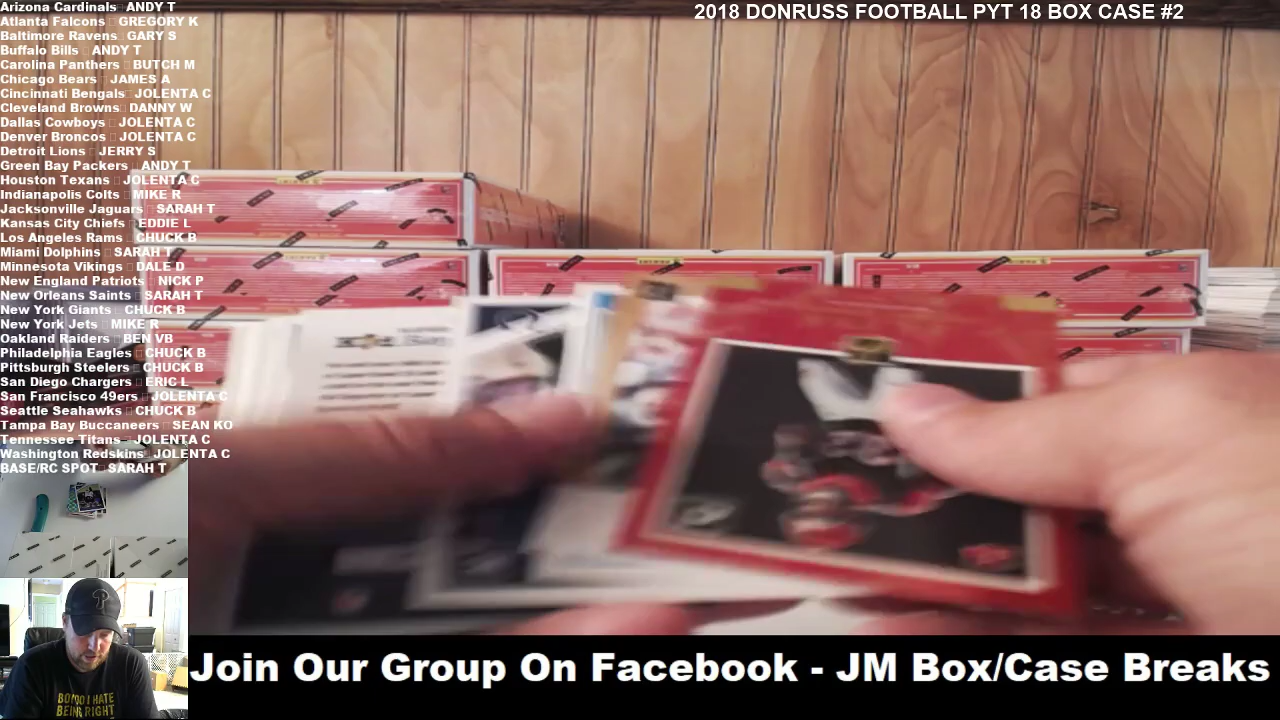 2018 DONRUSS FOOTBALL PYT 18 BOX CASE #2
Arizona Cardinals ANDY T
Atlanta Falcons GREGORY K
Baltimore Ravens GARY S
Buffalo Bills ANDY T
Carolina Panthers BUTCH M
Chicago Bears JAMES A
Cincinnati Bengals JOLENTA C
Cleveland Browns DANNY W
Dallas Cowboys JOLENTA C
Denver Broncos JOLENTA C
Detroit Lions JERRY S
Green Bay Packers ANDY T
Houston Texans JOLENTA C
Indianapolis Colts MIKE R
Jacksonville Jaguars SARAH T
Kansas City Chiefs EDDIE L
Los Angeles Rams CHUCK B
Miami Dolphins SARAH T
Minnesota Vikings DALE D
New England Patriots NICK P
New Orleans Saints SARAH T
New York Giants CHUCK B
New York Jets MIKE R
Oakland Raiders BEN VB
Philadelphia Eagles CHUCK B
Pittsburgh Steelers CHUCK B
San Diego Chargers ERIC L
San Francisco 49ers JOLENTA C
Seattle Seahawks CHUCK B
Tampa Bay Buccaneers SEAN KO
Tennessee Titans JOLENTA C
Washington Redskins JOLENTA C
BASE/RC SPOT SARAH T
I HATE
BEING RIGHT
Join Our Group On Facebook - JM Box/Case Breaks